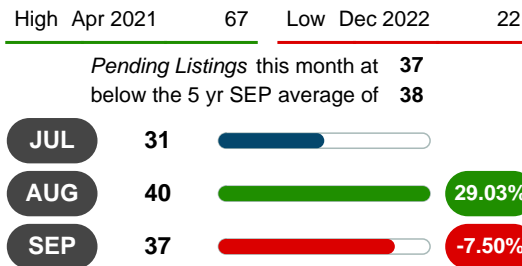 High Apr 2021 67 Low Dec 2022 22
Pending Listings this month at 37
below the 5 yr SEP average of 38
JUL 31
AUG 40 29.03%
SEP 37 -7.50%